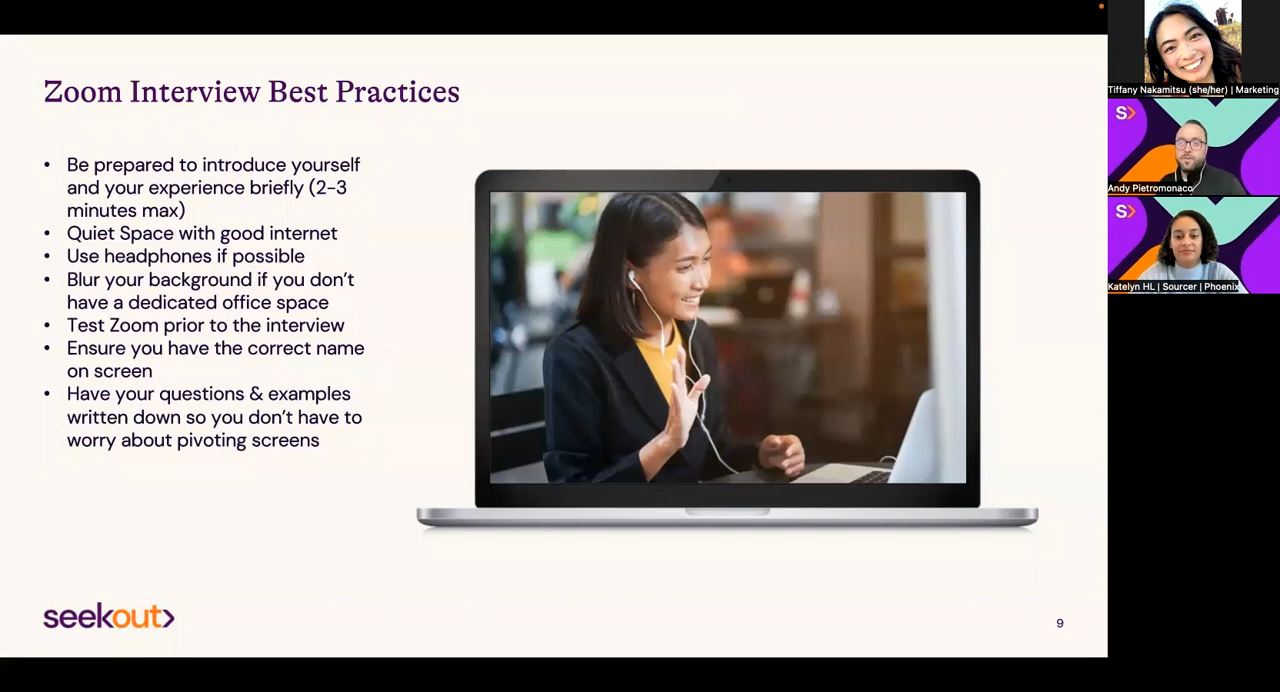 Zoom Interview Best Practices
• Be prepared to introduce yourself
and your experience briefly (2-3
minutes max)
• Quiet Space with good internet
• Use headphones if possible
• Blur your background if you don't
have a dedicated office space
• Test Zoom prior to the interview
• Ensure you have the correct name
on screen
• Have your questions & examples
written down so you don't have to
worry about pivoting screens
seekout>
9
Tiffany Nakamitsu (she/her) | Marketing
S>
Andy Pietromonaco
S>
Katelyn HL | Sourcer | Phoenix